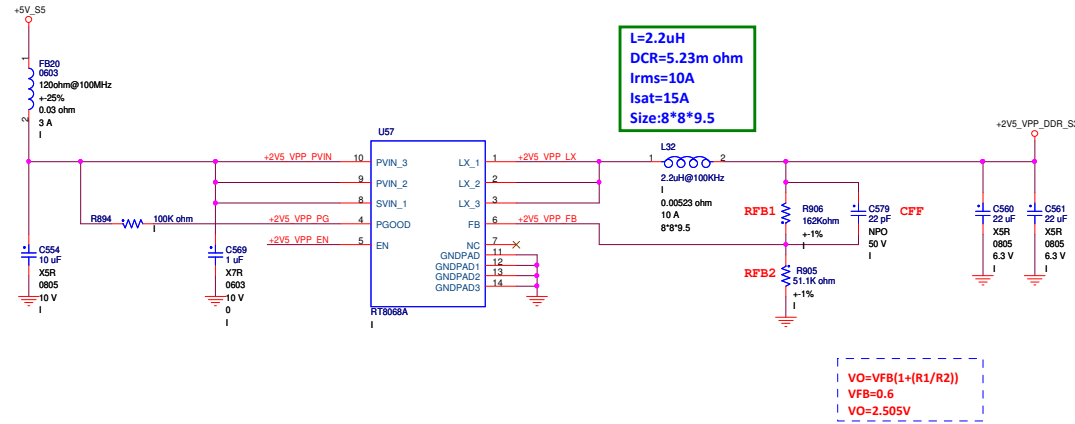 +5V_S5
1
FB20
0603
120ohm@100MHz
+-25%
0.03 ohm
3 A
I
2
L=2.2uH
DCR=5.23m ohm
Irms=10A
Isat=15A
Size:8*8*9.5
+2V5_VPP_DDR_S3
U57
+2V5_VPP_PVIN
10
PVIN_3
9
PVIN_2
8
SVIN_1
+2V5_VPP_PG
4
PGOOD
+2V5_VPP_EN
5
EN
LX_1
1
+2V5_VPP_LX
LX_2
2
LX_3
3
FB
6
+2V5_VPP_FB
NC
7
GNDPAD
11
GNDPAD1
12
GNDPAD2
13
GNDPAD3
14
RT8068A
I
R894
100K ohm
I
C554
10 uF
X5R
0805
10 V
I
C569
1 uF
X7R
0603
10 V
0
I
L32
1
2
2.2uH@100KHz
I
0.00523 ohm
10 A
8*8*9.5
RFB1
R906
162Kohm
+-1%
I
C579
22 pF
NPO
50 V
I
CFF
RFB2
R905
51.1K ohm
+-1%
I
C560
22 uF
X5R
0805
6.3 V
I
C561
22 uF
X5R
0805
6.3 V
I
VO=VFB(1+(R1/R2))
VFB=0.6
VO=2.505V